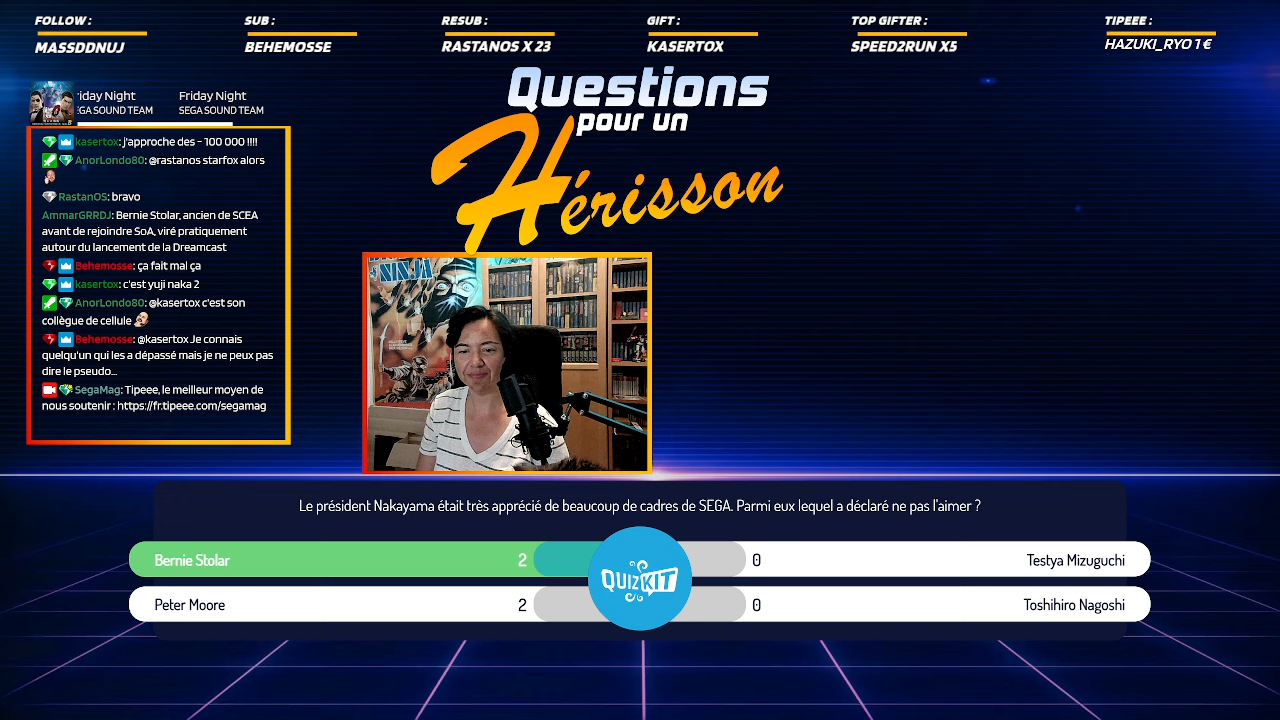 FOLLOW :
MASSDDNUJ
SUB :
BEHEMOSSE
RESUB :
RASTANOS X 23
GIFT :
KASERTOX
TOP GIFTER :
SPEED2RUN X5
TIPEEE :
HAZUKI_RYO 1 €
Questions
pour un
Hérisson
iday Night
Friday Night
GA SOUND TEAM
SEGA SOUND TEAM
kasertox: j'approche des - 100 000 !!!!
AnorLondo80: @rastanos starfox alors
RastanOS: bravo
AmmarGRRDJ: Bernie Stolar, ancien de SCEA
avant de rejoindre SoA, viré pratiquement
autour du lancement de la Dreamcast
Behemosse: ça fait mal ça
kasertox: c'est yuji naka 2
AnorLondo80: @kasertox c'est son
collègue de cellule
Behemosse: @kasertox Je connais
quelqu'un qui les a dépassé mais je ne peux pas
dire le pseudo...
SegaMag: Tipeee, le meilleur moyen de
nous soutenir : https://fr.tipeee.com/segamag
NINJA
Le président Nakayama était très apprécié de beaucoup de cadres de SEGA. Parmi eux lequel a déclaré ne pas l'aimer ?
Bernie Stolar 2
0 Testya Mizuguchi
QUIZKIT
Peter Moore 2
0 Toshihiro Nagoshi